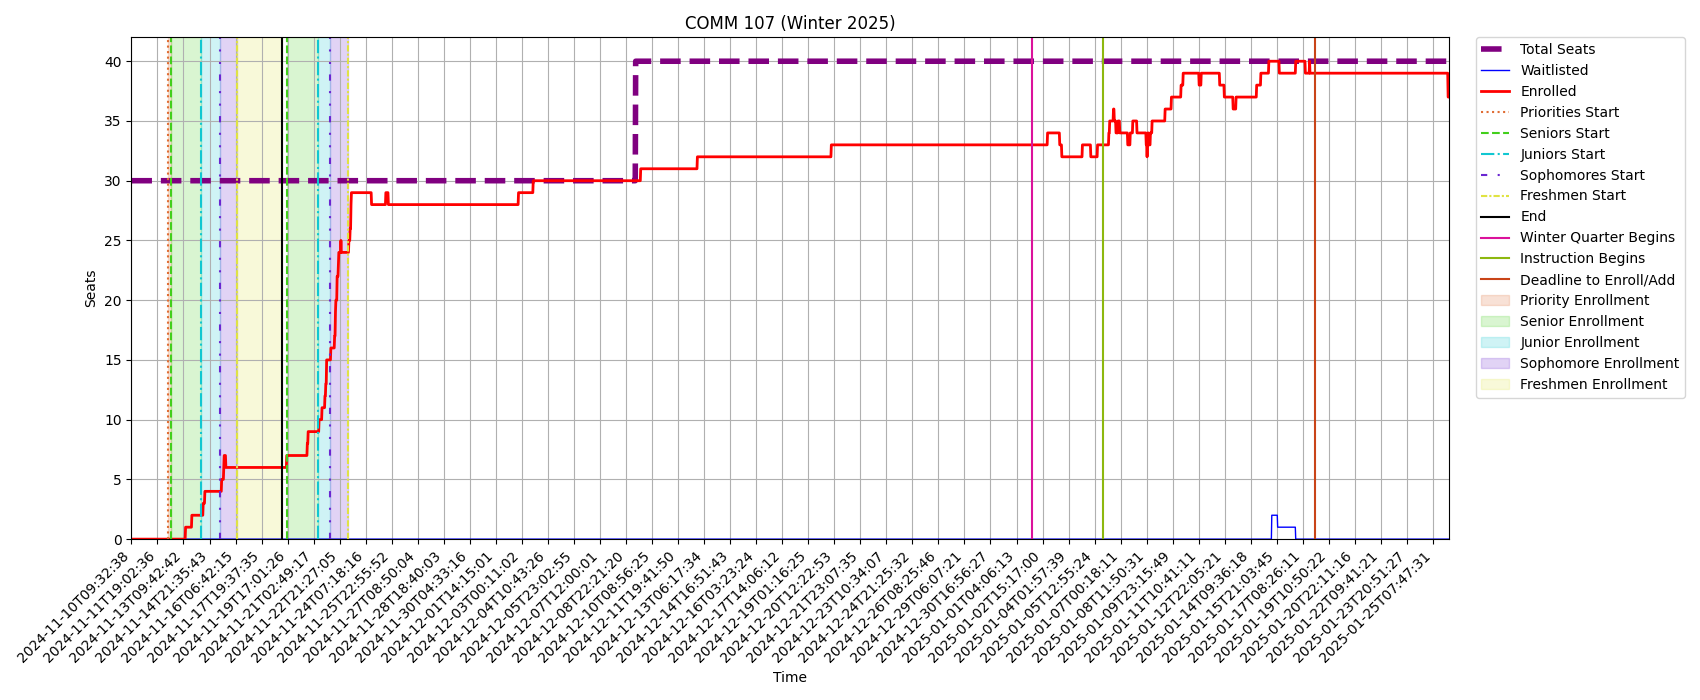 COMM 107 (Winter 2025)
Seats
40
35
30
25
20
15
10
5
0
2024-11-10T09:32:38
2024-11-11T19:02:36
2024-11-13T09:42:42
2024-11-14T21:35:43
2024-11-16T06:42:15
2024-11-17T19:37:35
2024-11-19T17:01:26
2024-11-21T02:49:17
2024-11-22T21:27:05
2024-11-24T07:18:16
2024-11-25T22:55:52
2024-11-27T08:50:04
2024-11-28T18:40:03
2024-11-30T04:33:16
2024-12-01T14:15:01
2024-12-03T00:11:02
2024-12-04T10:43:26
2024-12-05T23:02:55
2024-12-07T12:00:01
2024-12-08T22:21:20
2024-12-10T08:56:25
2024-12-11T19:41:50
2024-12-13T06:17:34
2024-12-14T16:51:43
2024-12-16T03:23:24
2024-12-17T14:06:12
2024-12-19T01:16:25
2024-12-20T12:22:53
2024-12-21T23:07:35
2024-12-23T10:34:07
2024-12-24T21:25:32
2024-12-26T08:25:46
2024-12-29T06:07:21
2024-12-30T16:56:27
2025-01-01T04:06:13
2025-01-02T15:17:00
2025-01-04T01:57:39
2025-01-05T12:55:24
2025-01-07T00:18:11
2025-01-08T11:50:31
2025-01-09T23:15:49
2025-01-11T10:41:11
2025-01-12T22:05:21
2025-01-14T09:36:18
2025-01-15T21:03:45
2025-01-17T08:26:11
2025-01-19T10:50:22
2025-01-20T22:11:16
2025-01-22T09:41:21
2025-01-23T20:51:27
2025-01-25T07:47:31
Time
Total Seats
Waitlisted
Enrolled
Priorities Start
Seniors Start
Juniors Start
Sophomores Start
Freshmen Start
End
Winter Quarter Begins
Instruction Begins
Deadline to Enroll/Add
Priority Enrollment
Senior Enrollment
Junior Enrollment
Sophomore Enrollment
Freshmen Enrollment